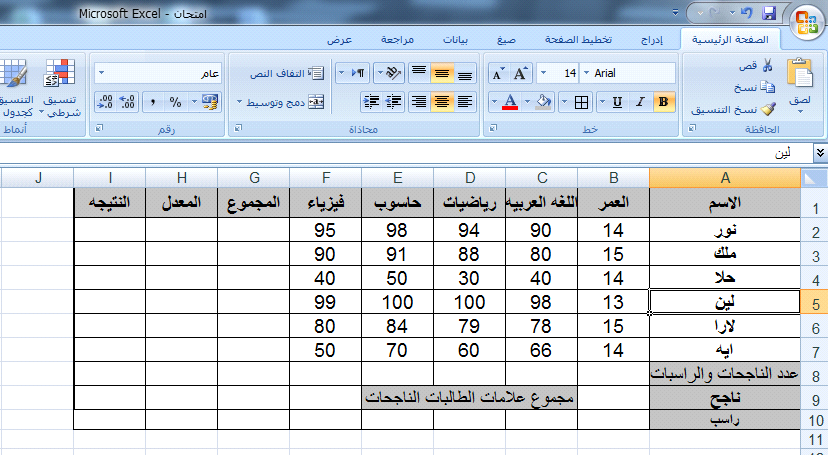 امتحان - Microsoft Excel
الصفحة الرئيسية إدراج تخطيط الصفحة صيغ بيانات مراجعة عرض
لصق
قص
نسخ
نسخ التنسيق
الحافظة
Arial 14
B I U
خط
التفاف النص
دمج وتوسيط
محاذاة
عام
% ,
رقم
تنسيق شرطي
التنسيق كجدول
أنماط
لين
A B C D E F G H I J
1 الاسم العمر اللغه العربيه رياضيات حاسوب فيزياء المجموع المعدل النتيجه
2 نور 14 90 94 98 95
3 ملك 15 80 88 91 90
4 حلا 14 40 30 50 40
5 لين 13 98 100 100 99
6 لارا 15 78 79 84 80
7 ايه 14 66 60 70 50
8 عدد الناجحات والراسبات
9 ناجح مجموع علامات الطالبات الناجحات
10 راسب
11